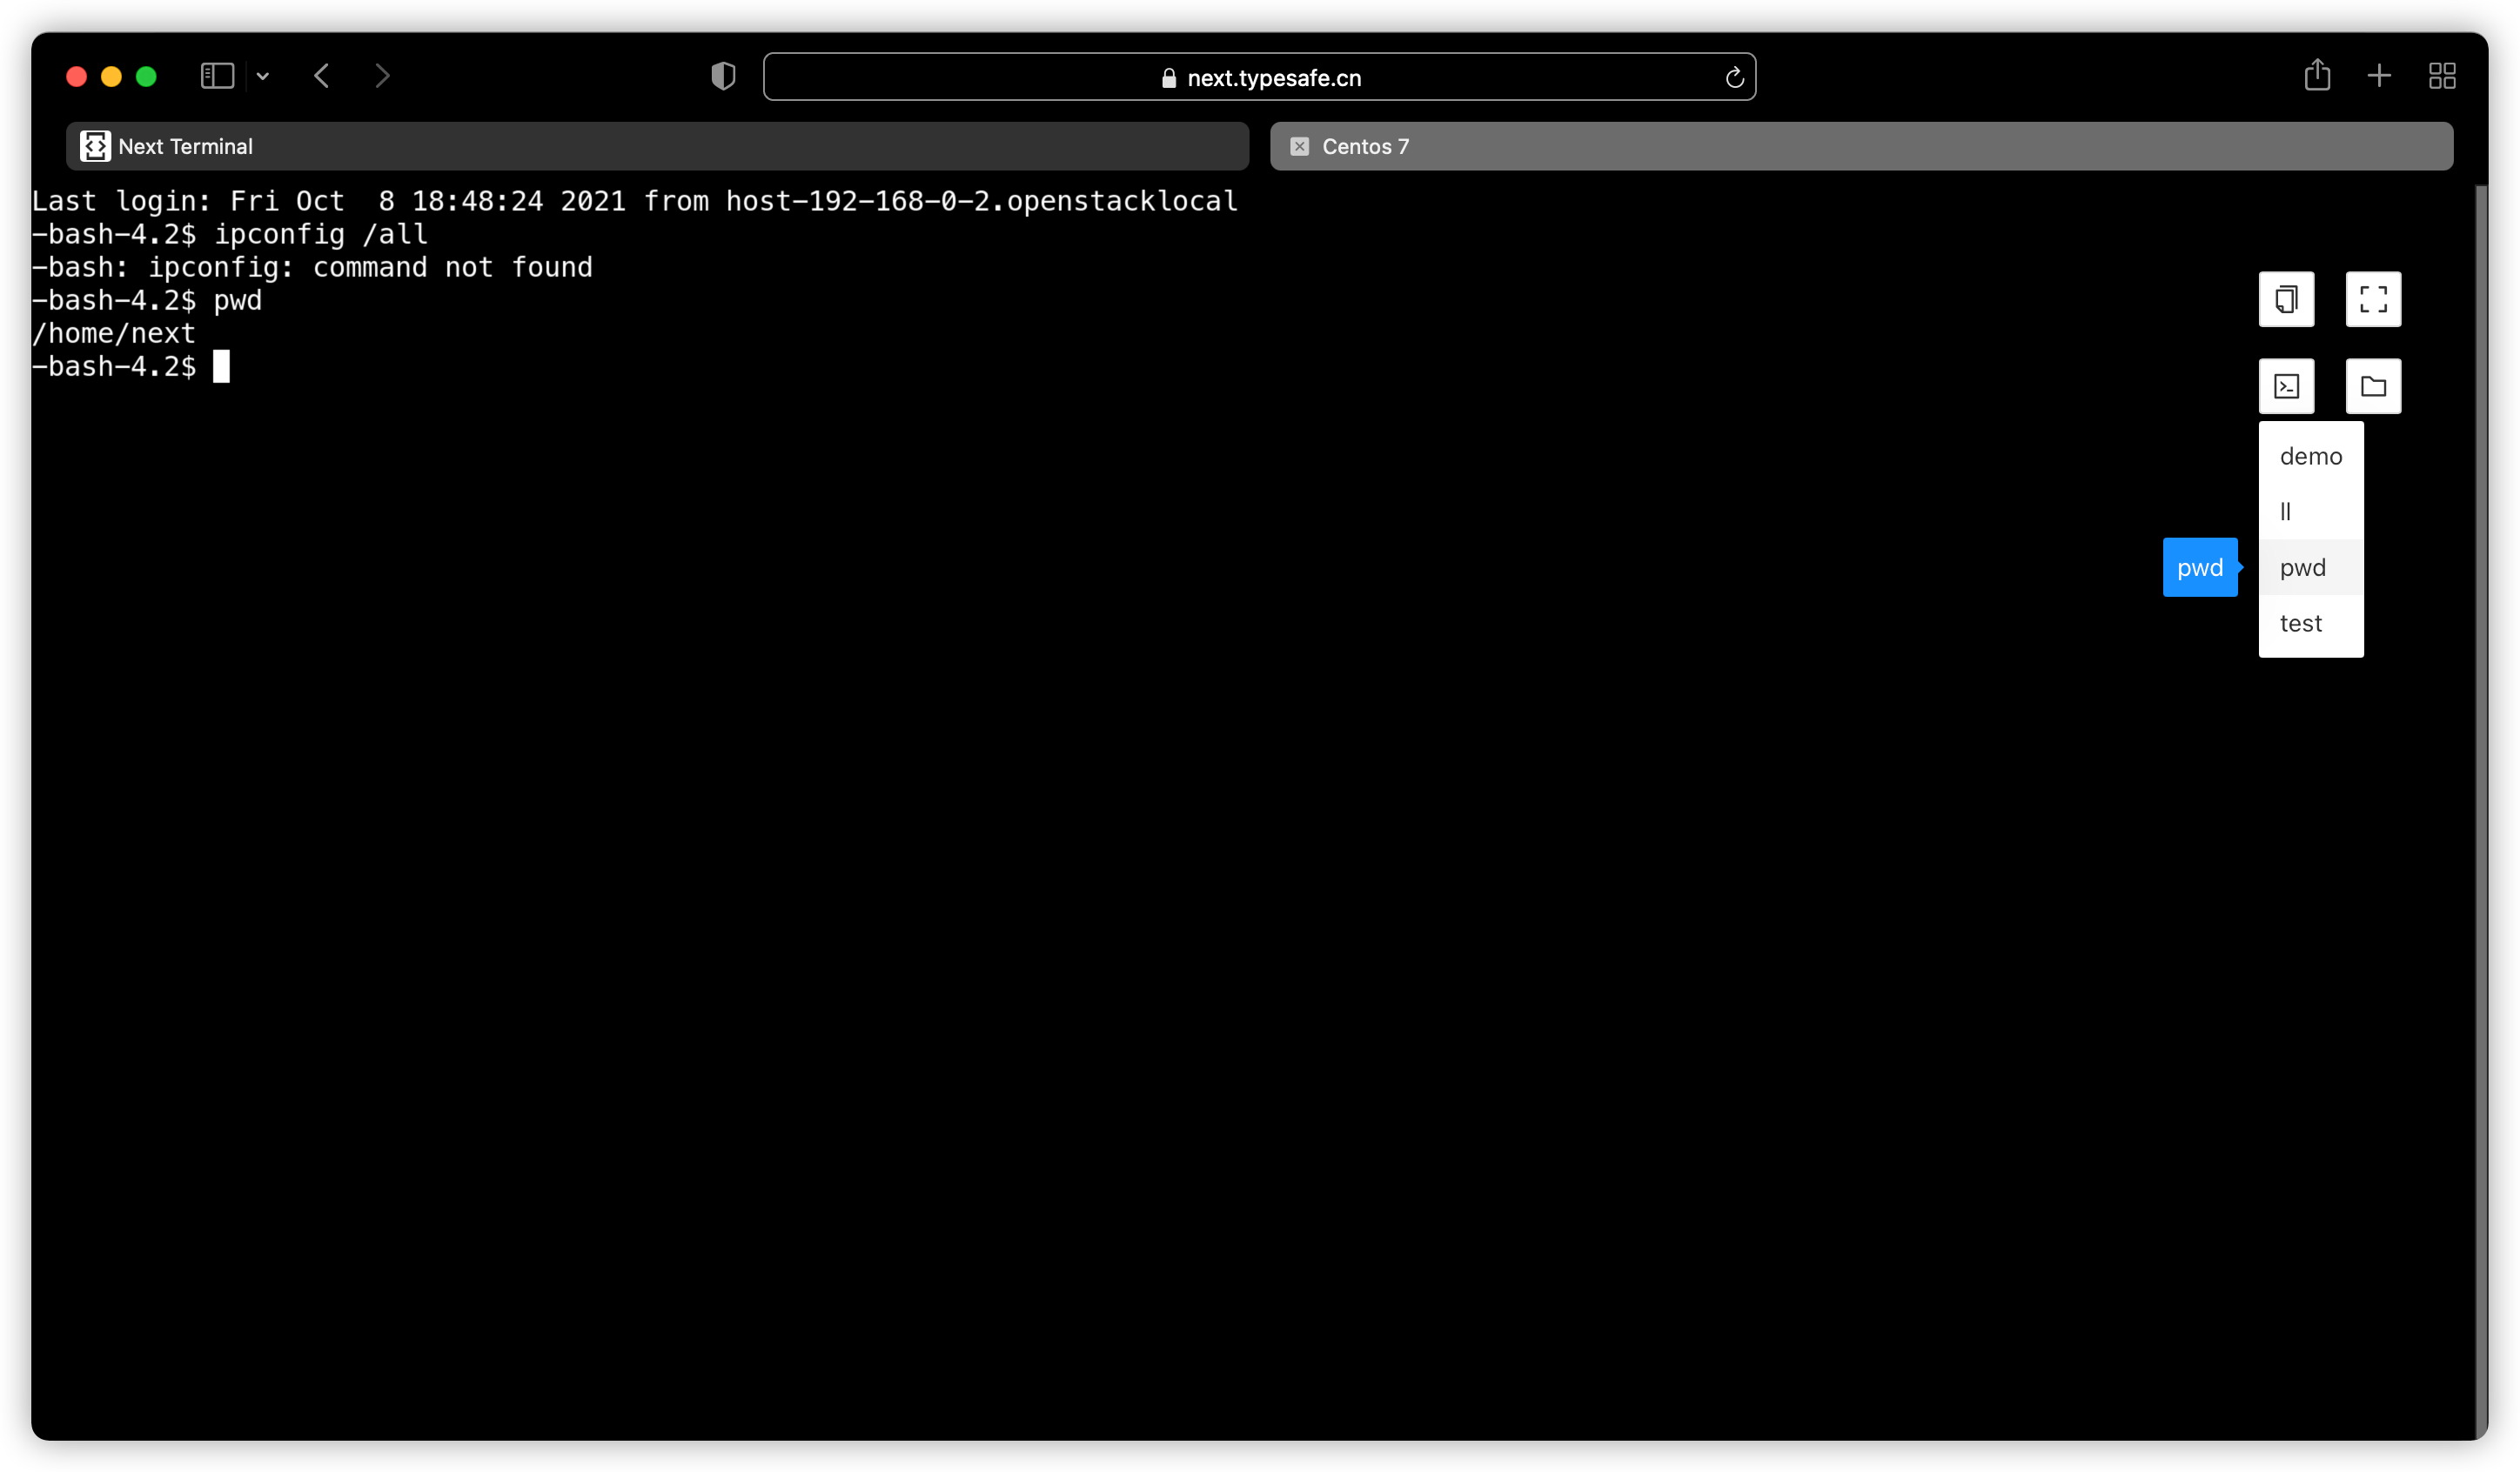 next.typesafe.cn
Next Terminal
Centos 7
Last login: Fri Oct  8 18:48:24 2021 from host-192-168-0-2.openstacklocal
-bash-4.2$ ipconfig /all
-bash: ipconfig: command not found
-bash-4.2$ pwd
/home/next
-bash-4.2$
demo
ll
pwd
pwd
test